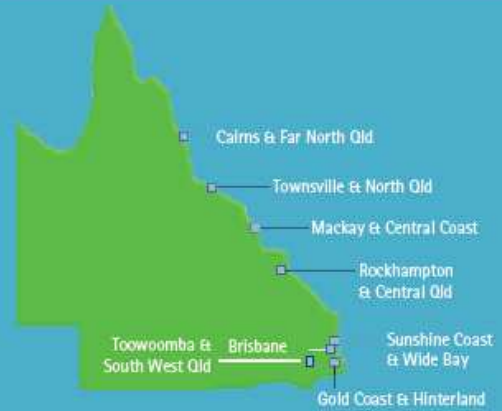 Cairns & Far North Qld
Townsville & North Qld
Mackay & Central Coast
Rockhampton
& Central Qld
Sunshine Coast
& Wide Bay
Brisbane
Toowoomba &
South West Qld
Gold Coast & Hinterland